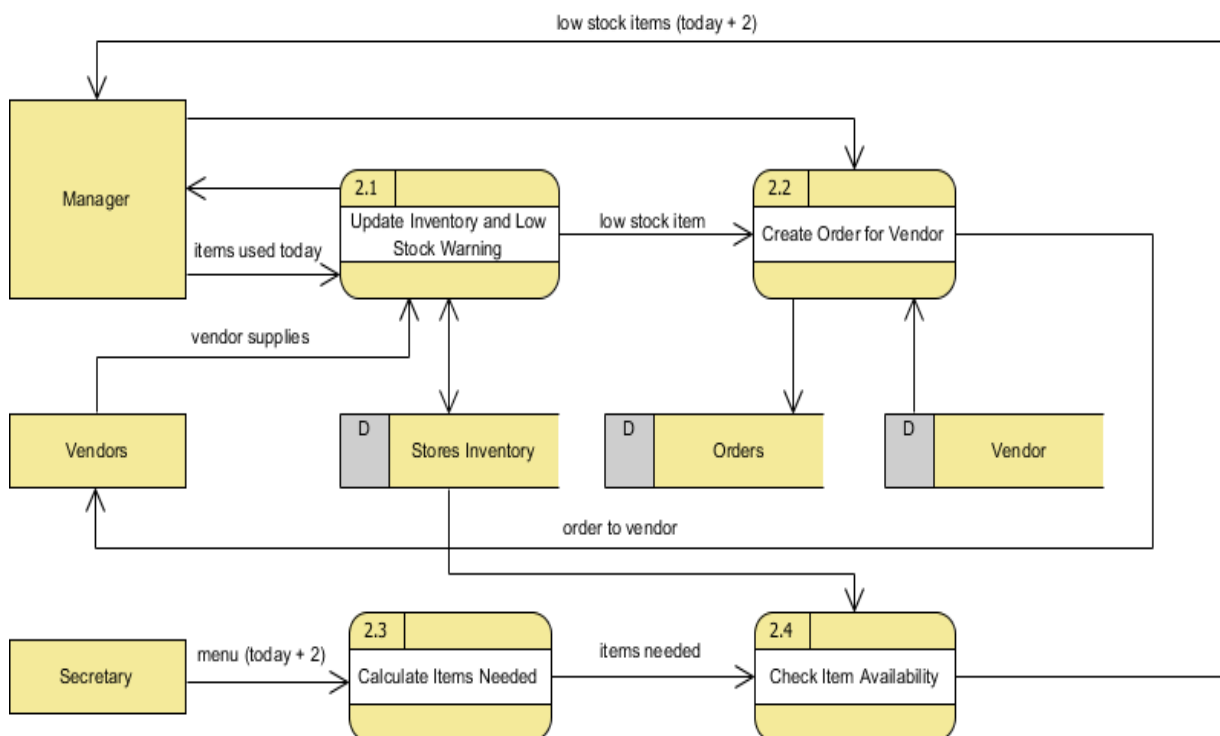 low stock items (today + 2)
Manager
2.1
Update Inventory and Low
Stock Warning
low stock item
2.2
Create Order for Vendor
items used today
vendor supplies
Vendors
D
Stores Inventory
D
Orders
D
Vendor
order to vendor
Secretary
menu (today + 2)
2.3
Calculate Items Needed
items needed
2.4
Check Item Availability